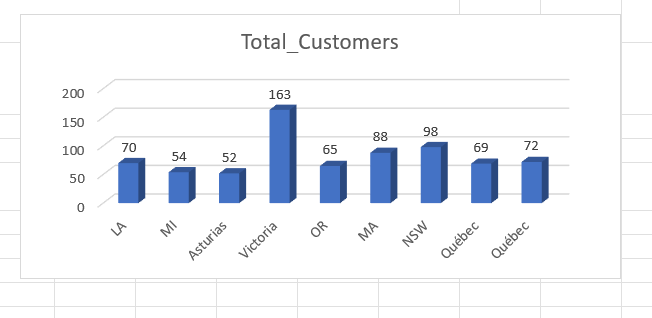 Total_Customers
200
150
100
50
0
70
54
52
163
65
88
98
69
72
LA
MI
Asturias
Victoria
OR
MA
NSW
Québec
Québec